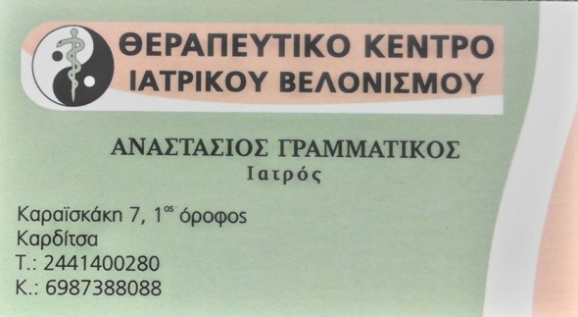 ΘΕΡΑΠΕΥΤΙΚΟ ΚΕΝΤΡΟ
ΙΑΤΡΙΚΟΥ ΒΕΛΟΝΙΣΜΟΥ
ΑΝΑΣΤΑΣΙΟΣ ΓΡΑΜΜΑΤΙΚΟΣ
Ιατρός
Καραϊσκάκη 7, 1ος όροφος
Καρδίτσα
Τ.: 2441400280
Κ.: 6987388088